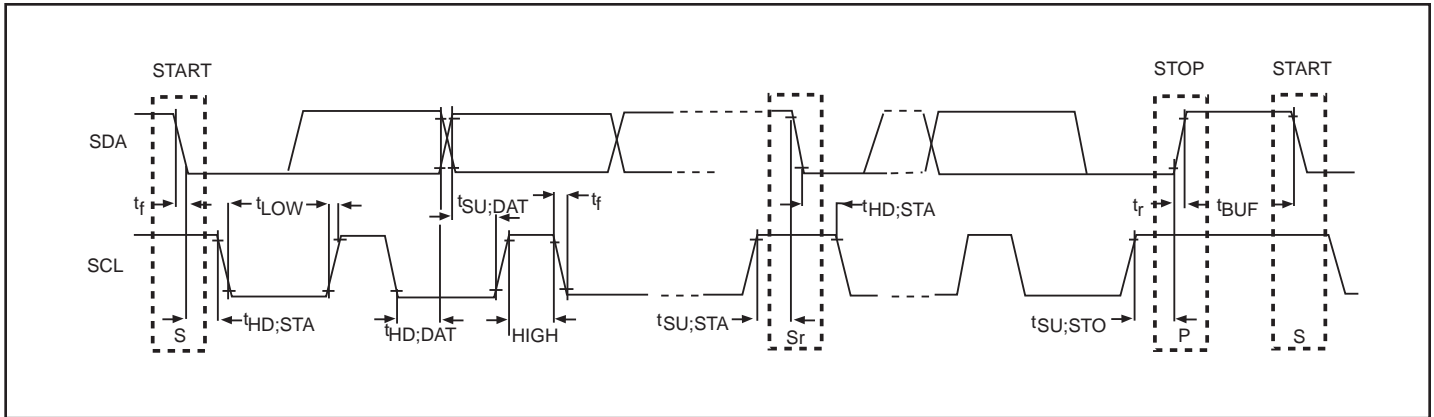 START
STOP
START
SDA
tf
tLOW
tSU;DAT
tf
tHD;STA
tr
tBUF
SCL
tHD;STA
tHD;DAT
HIGH
tSU;STA
tSU;STO
S
Sr
P
S